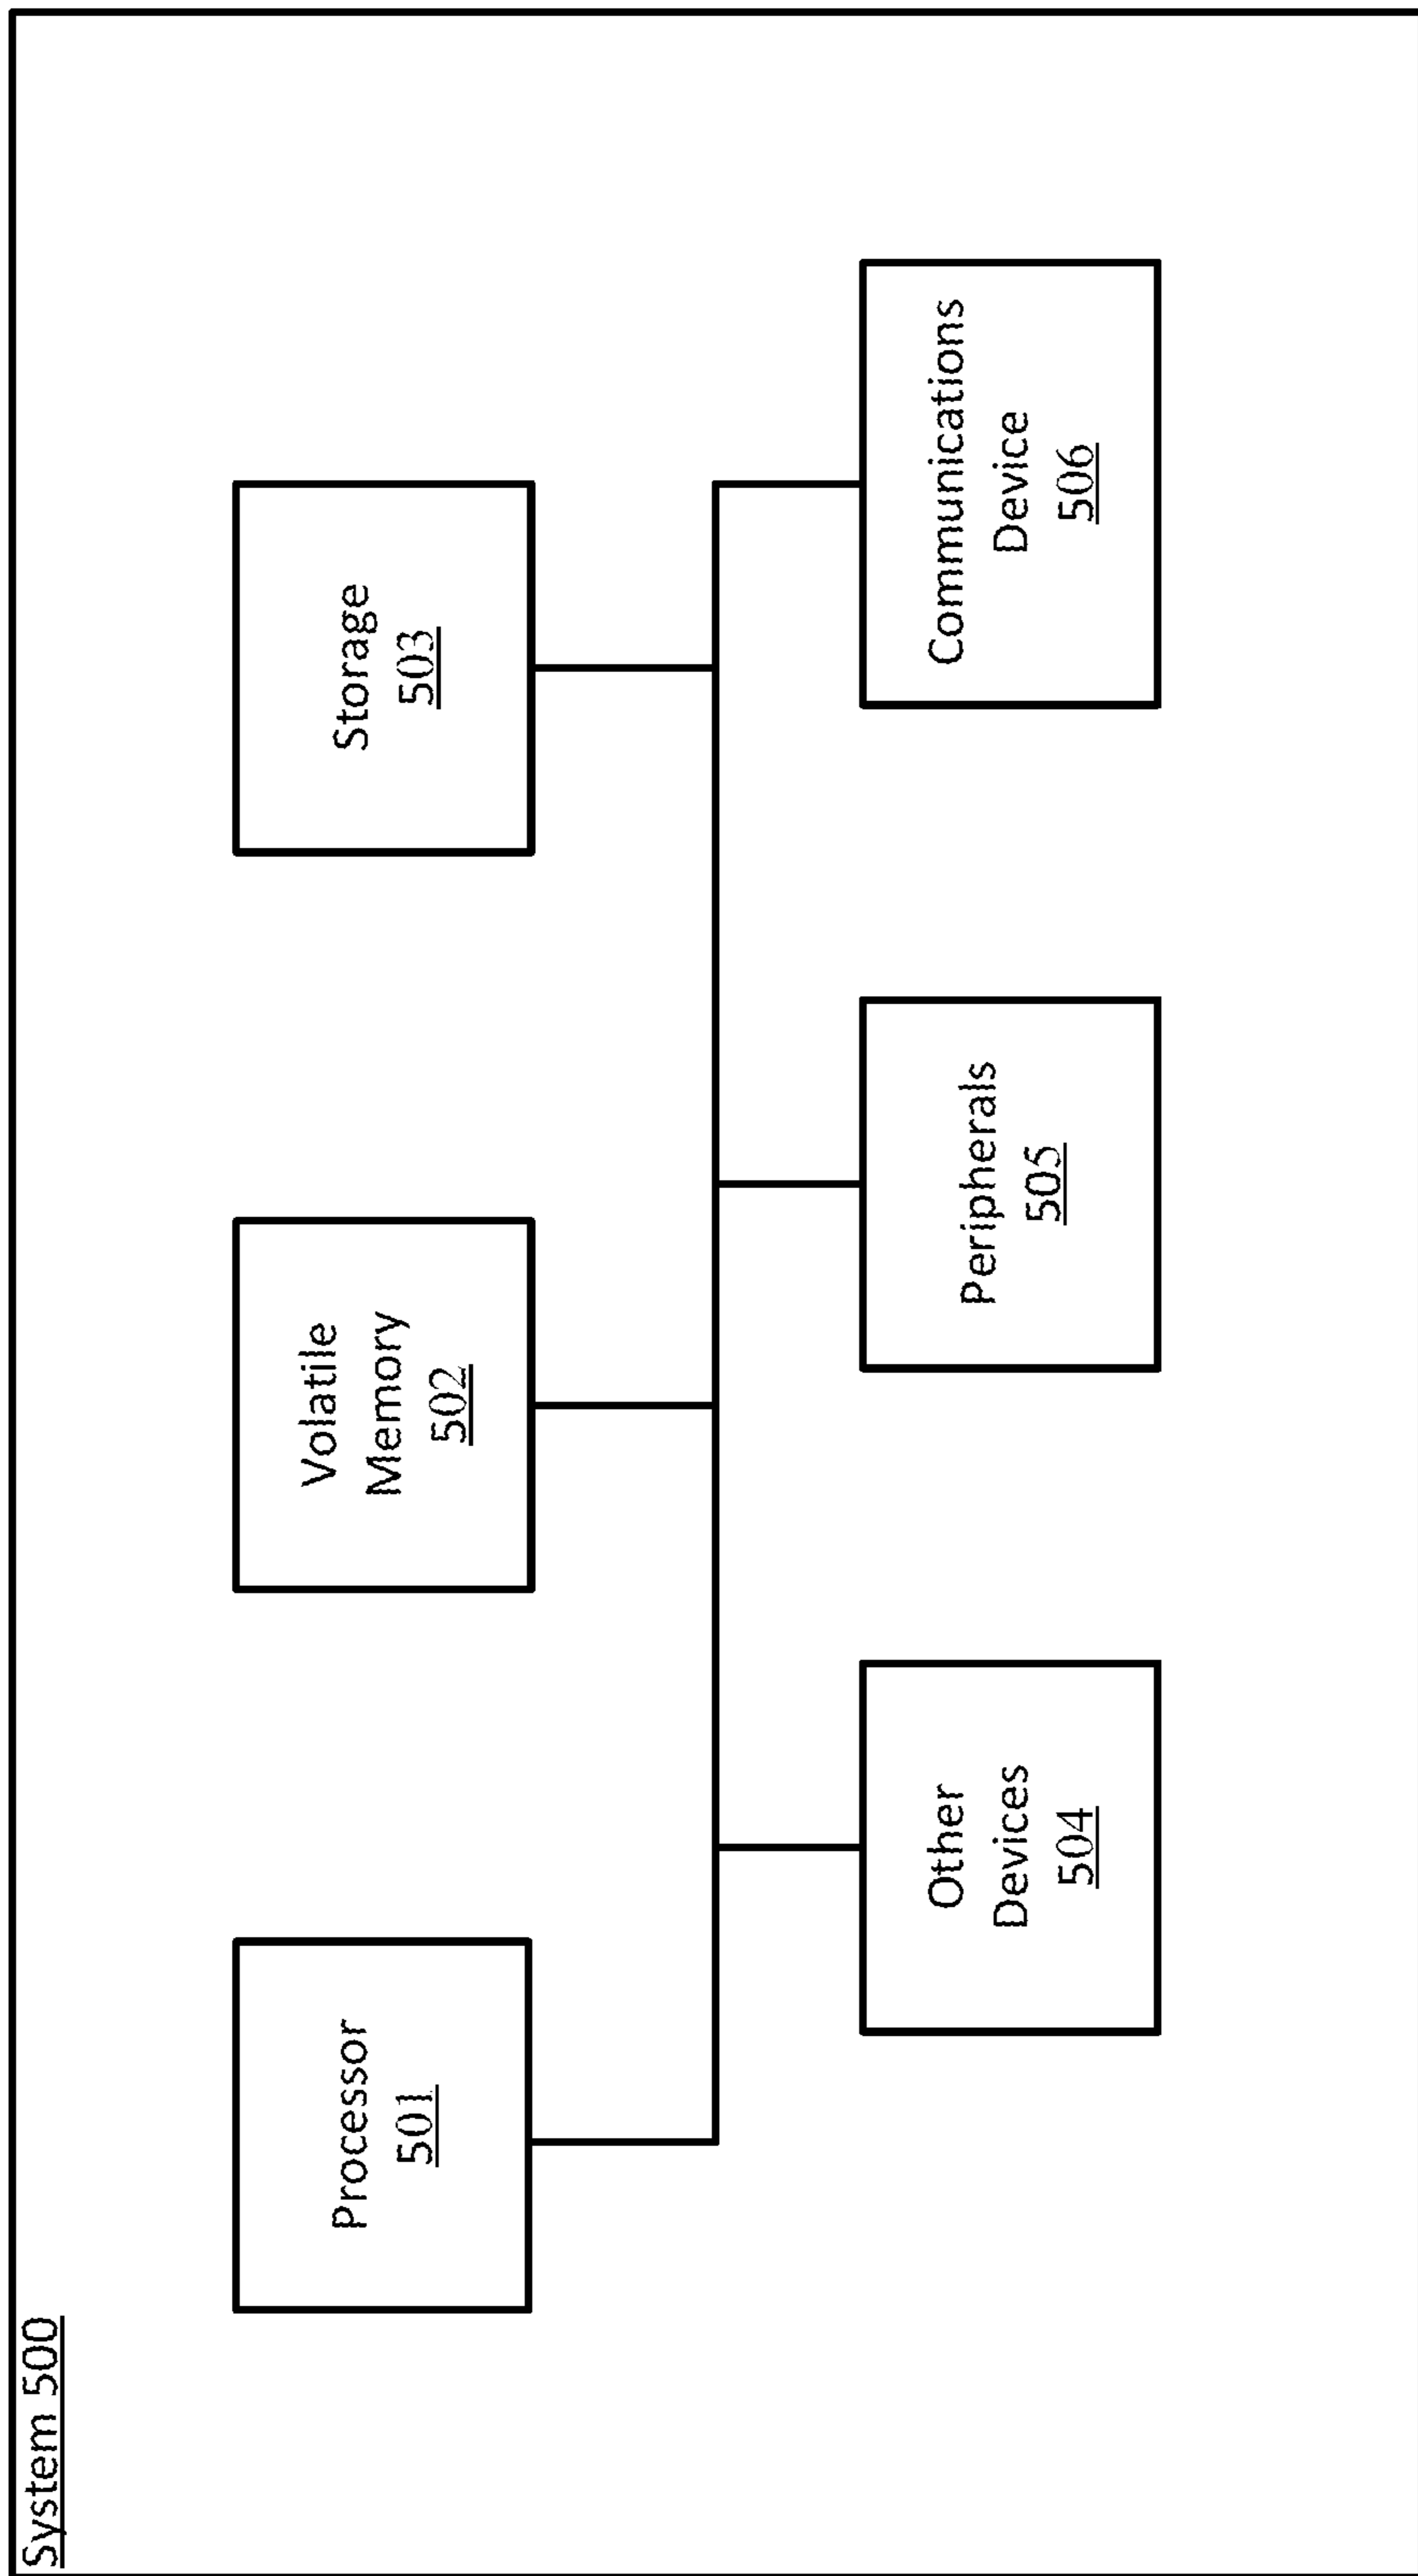 System 500
Processor
501
Volatile
Memory
502
Storage
503
Other
Devices
504
Peripherals
505
Communications
Device
506